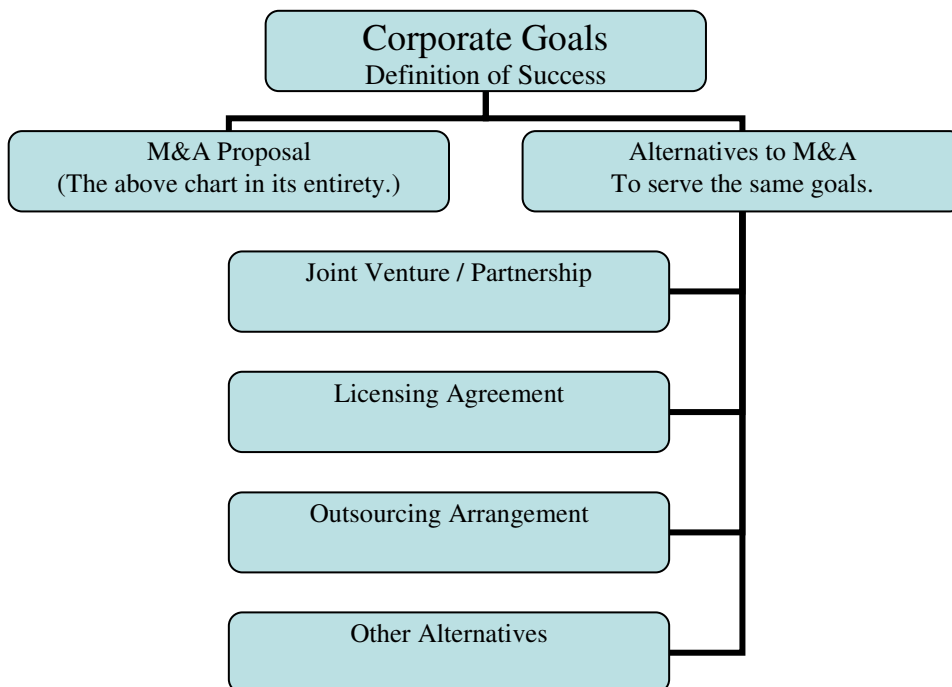 Corporate Goals
Definition of Success
M&A Proposal
(The above chart in its entirety.)
Alternatives to M&A
To serve the same goals.
Joint Venture / Partnership
Licensing Agreement
Outsourcing Arrangement
Other Alternatives